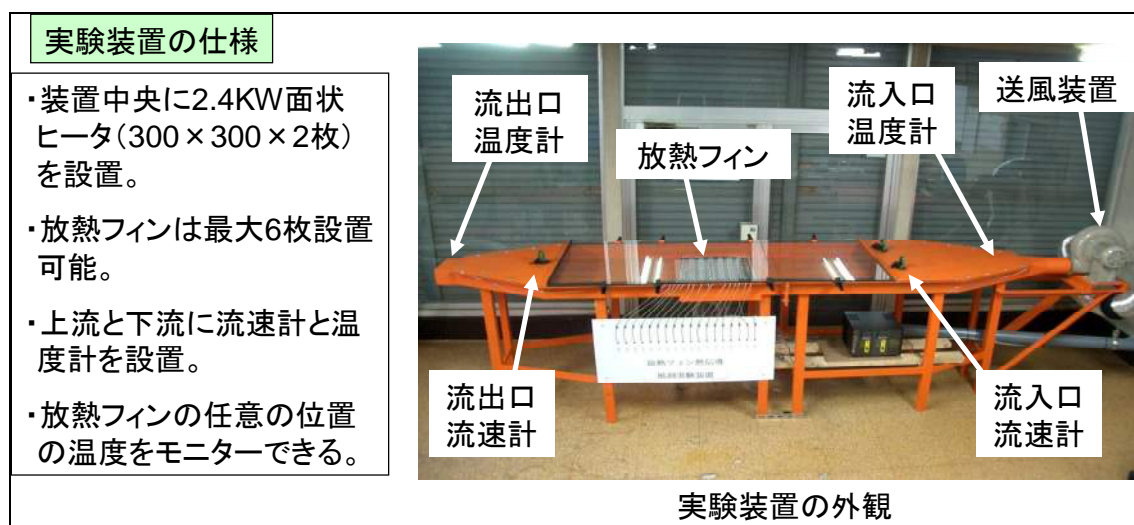 実験装置の仕様
・装置中央に2.4KW面状
ヒータ(300×300×2枚)
を設置。
・放熱フィンは最大6枚設置
可能。
・上流と下流に流速計と温
度計を設置。
・放熱フィンの任意の位置
の温度をモニターできる。
流出口
温度計
放熱フィン
流入口
温度計
送風装置
流出口
流速計
流入口
流速計
実験装置の外観